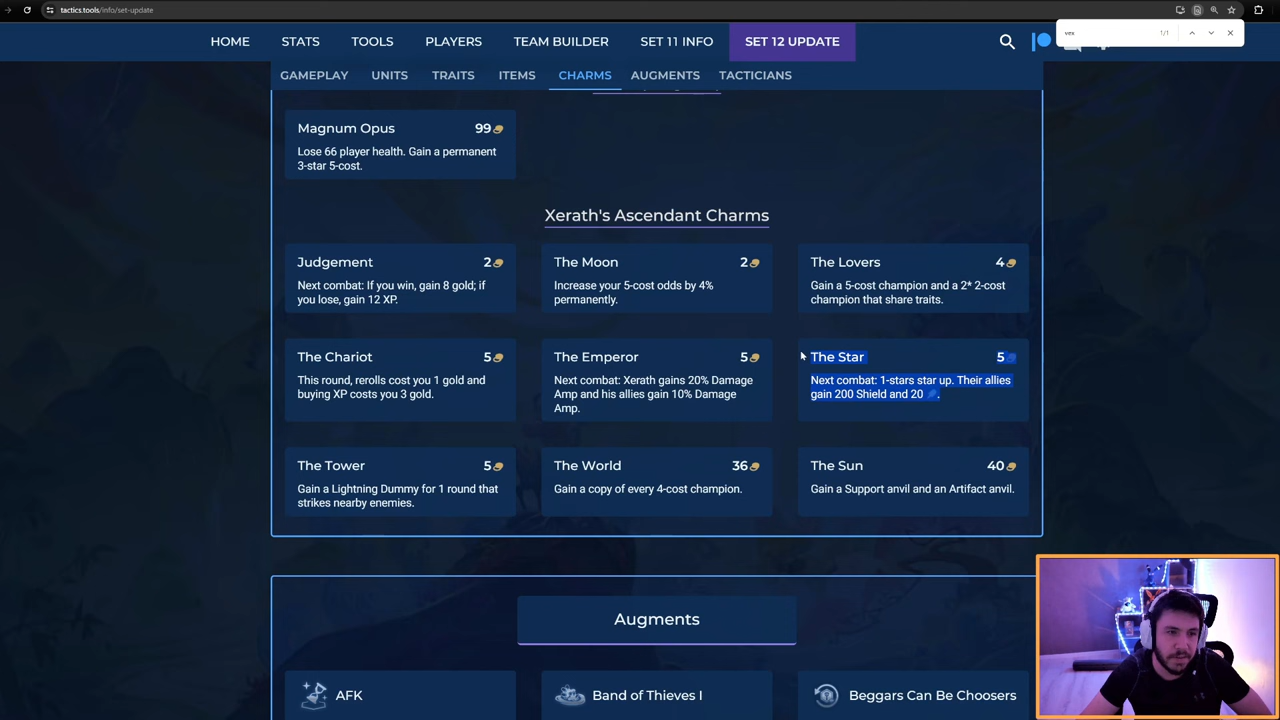 tactics.tools/info/set-update
vex
1/1
HOME STATS TOOLS PLAYERS TEAM BUILDER SET 11 INFO SET 12 UPDATE
GAMEPLAY UNITS TRAITS ITEMS CHARMS AUGMENTS TACTICIANS
Magnum Opus 99
Lose 66 player health. Gain a permanent
3-star 5-cost.
Xerath's Ascendant Charms
Judgement 2
Next combat: If you win, gain 8 gold; if
you lose, gain 12 XP.
The Moon 2
Increase your 5-cost odds by 4%
permanently.
The Lovers 4
Gain a 5-cost champion and a 2* 2-cost
champion that share traits.
The Chariot 5
This round, rerolls cost you 1 gold and
buying XP costs you 3 gold.
The Emperor 5
Next combat: Xerath gains 20% Damage
Amp and his allies gain 10% Damage
Amp.
The Star 5
Next combat: 1-stars star up. Their allies
gain 200 Shield and 20 .
The Tower 5
Gain a Lightning Dummy for 1 round that
strikes nearby enemies.
The World 36
Gain a copy of every 4-cost champion.
The Sun 40
Gain a Support anvil and an Artifact anvil.
Augments
AFK
Band of Thieves I
Beggars Can Be Choosers